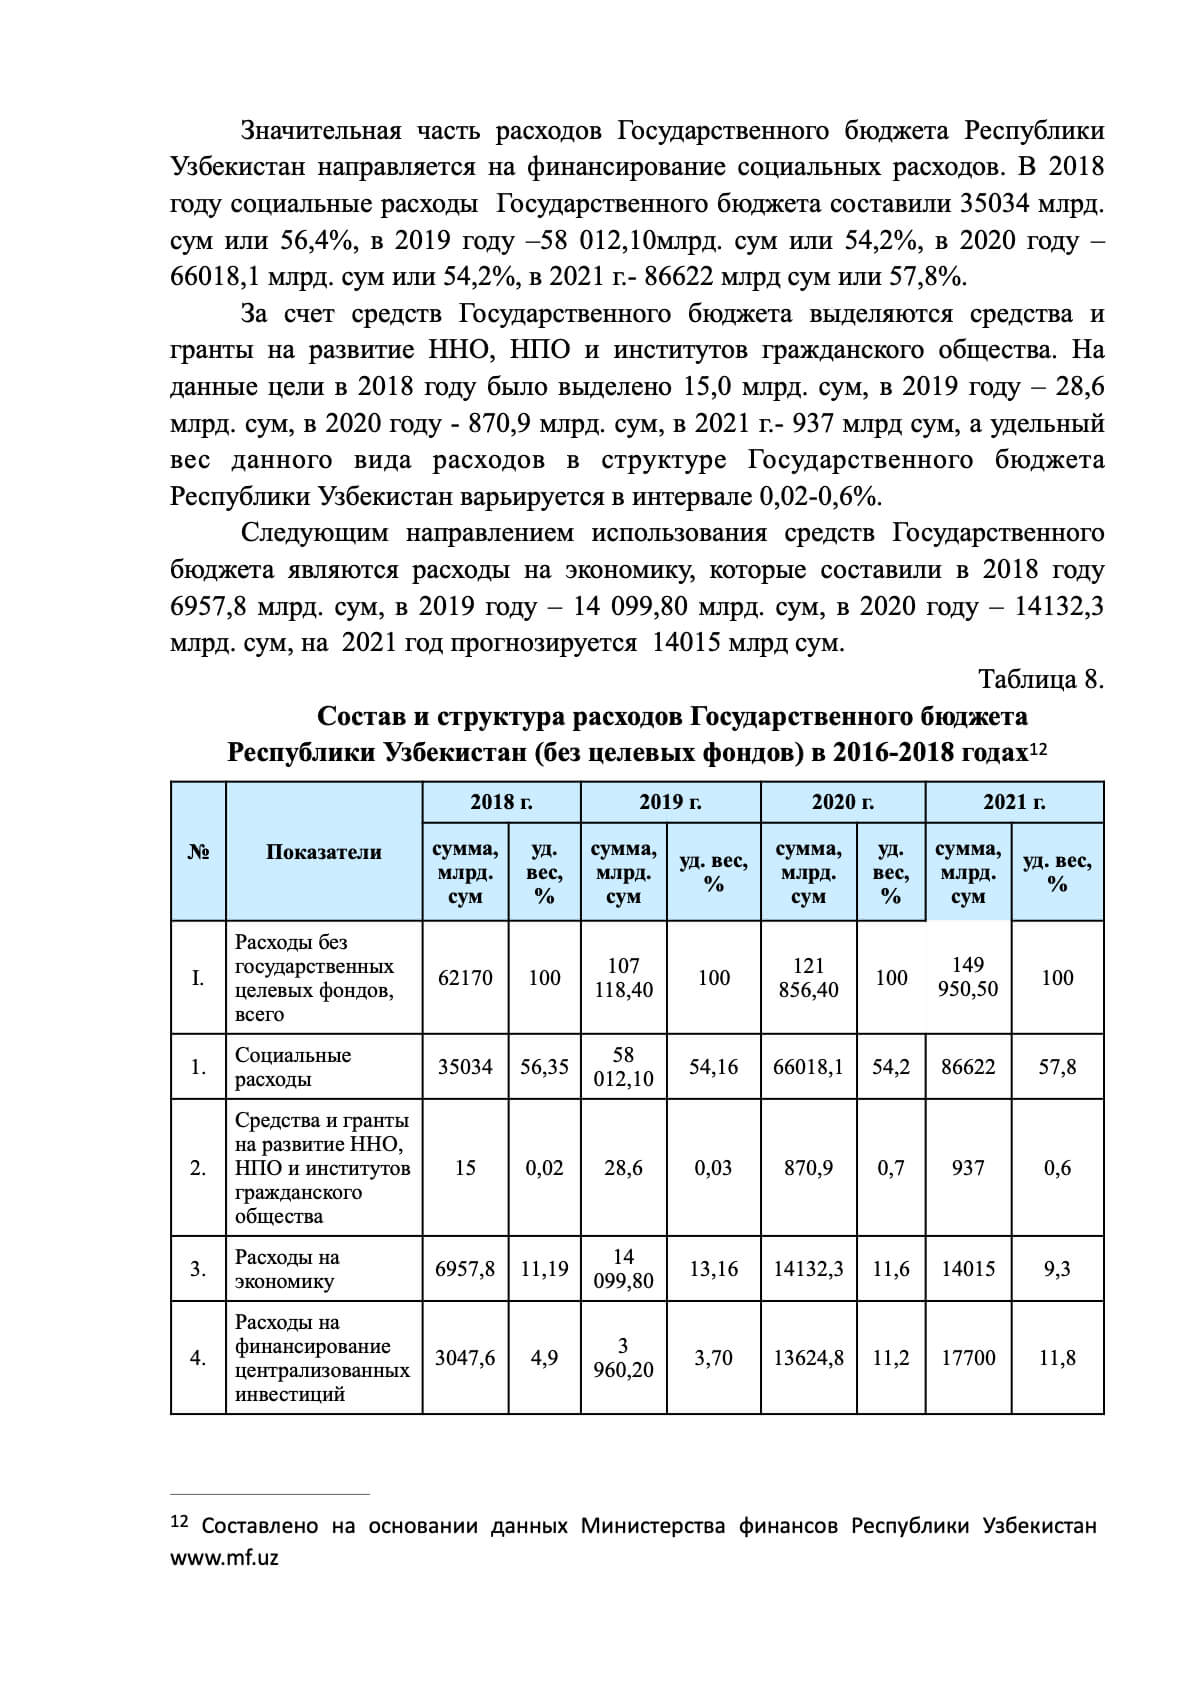 Значительная часть расходов Государственного бюджета Республики
Узбекистан направляется на финансирование социальных расходов. В 2018
году социальные расходы Государственного бюджета составили 35034 млрд.
сум или 56,4%, в 2019 году –58 012,10млрд. сум или 54,2%, в 2020 году –
66018,1 млрд. сум или 54,2%, в 2021 г.- 86622 млрд сум или 57,8%.
За счет средств Государственного бюджета выделяются средства и
гранты на развитие ННО, НПО и институтов гражданского общества. На
данные цели в 2018 году было выделено 15,0 млрд. сум, в 2019 году – 28,6
млрд. сум, в 2020 году - 870,9 млрд. сум, в 2021 г.- 937 млрд сум, а удельный
вес данного вида расходов в структуре Государственного бюджета
Республики Узбекистан варьируется в интервале 0,02-0,6%.
Следующим направлением использования средств Государственного
бюджета являются расходы на экономику, которые составили в 2018 году
6957,8 млрд. сум, в 2019 году – 14 099,80 млрд. сум, в 2020 году – 14132,3
млрд. сум, на 2021 год прогнозируется 14015 млрд сум.
Таблица 8.
Состав и структура расходов Государственного бюджета
Республики Узбекистан (без целевых фондов) в 2016-2018 годах12
№ Показатели 2018 г. 2019 г. 2020 г. 2021 г.
сумма, млрд. сум уд. вес, % сумма, млрд. сум уд. вес, % сумма, млрд. сум уд. вес, % сумма, млрд. сум уд. вес, %
I. Расходы без государственных целевых фондов, всего 62170 100 107 118,40 100 121 856,40 100 149 950,50 100
1. Социальные расходы 35034 56,35 58 012,10 54,16 66018,1 54,2 86622 57,8
2. Средства и гранты на развитие ННО, НПО и институтов гражданского общества 15 0,02 28,6 0,03 870,9 0,7 937 0,6
3. Расходы на экономику 6957,8 11,19 14 099,80 13,16 14132,3 11,6 14015 9,3
4. Расходы на финансирование централизованных инвестиций 3047,6 4,9 3 960,20 3,70 13624,8 11,2 17700 11,8
12 Составлено на основании данных Министерства финансов Республики Узбекистан
www.mf.uz